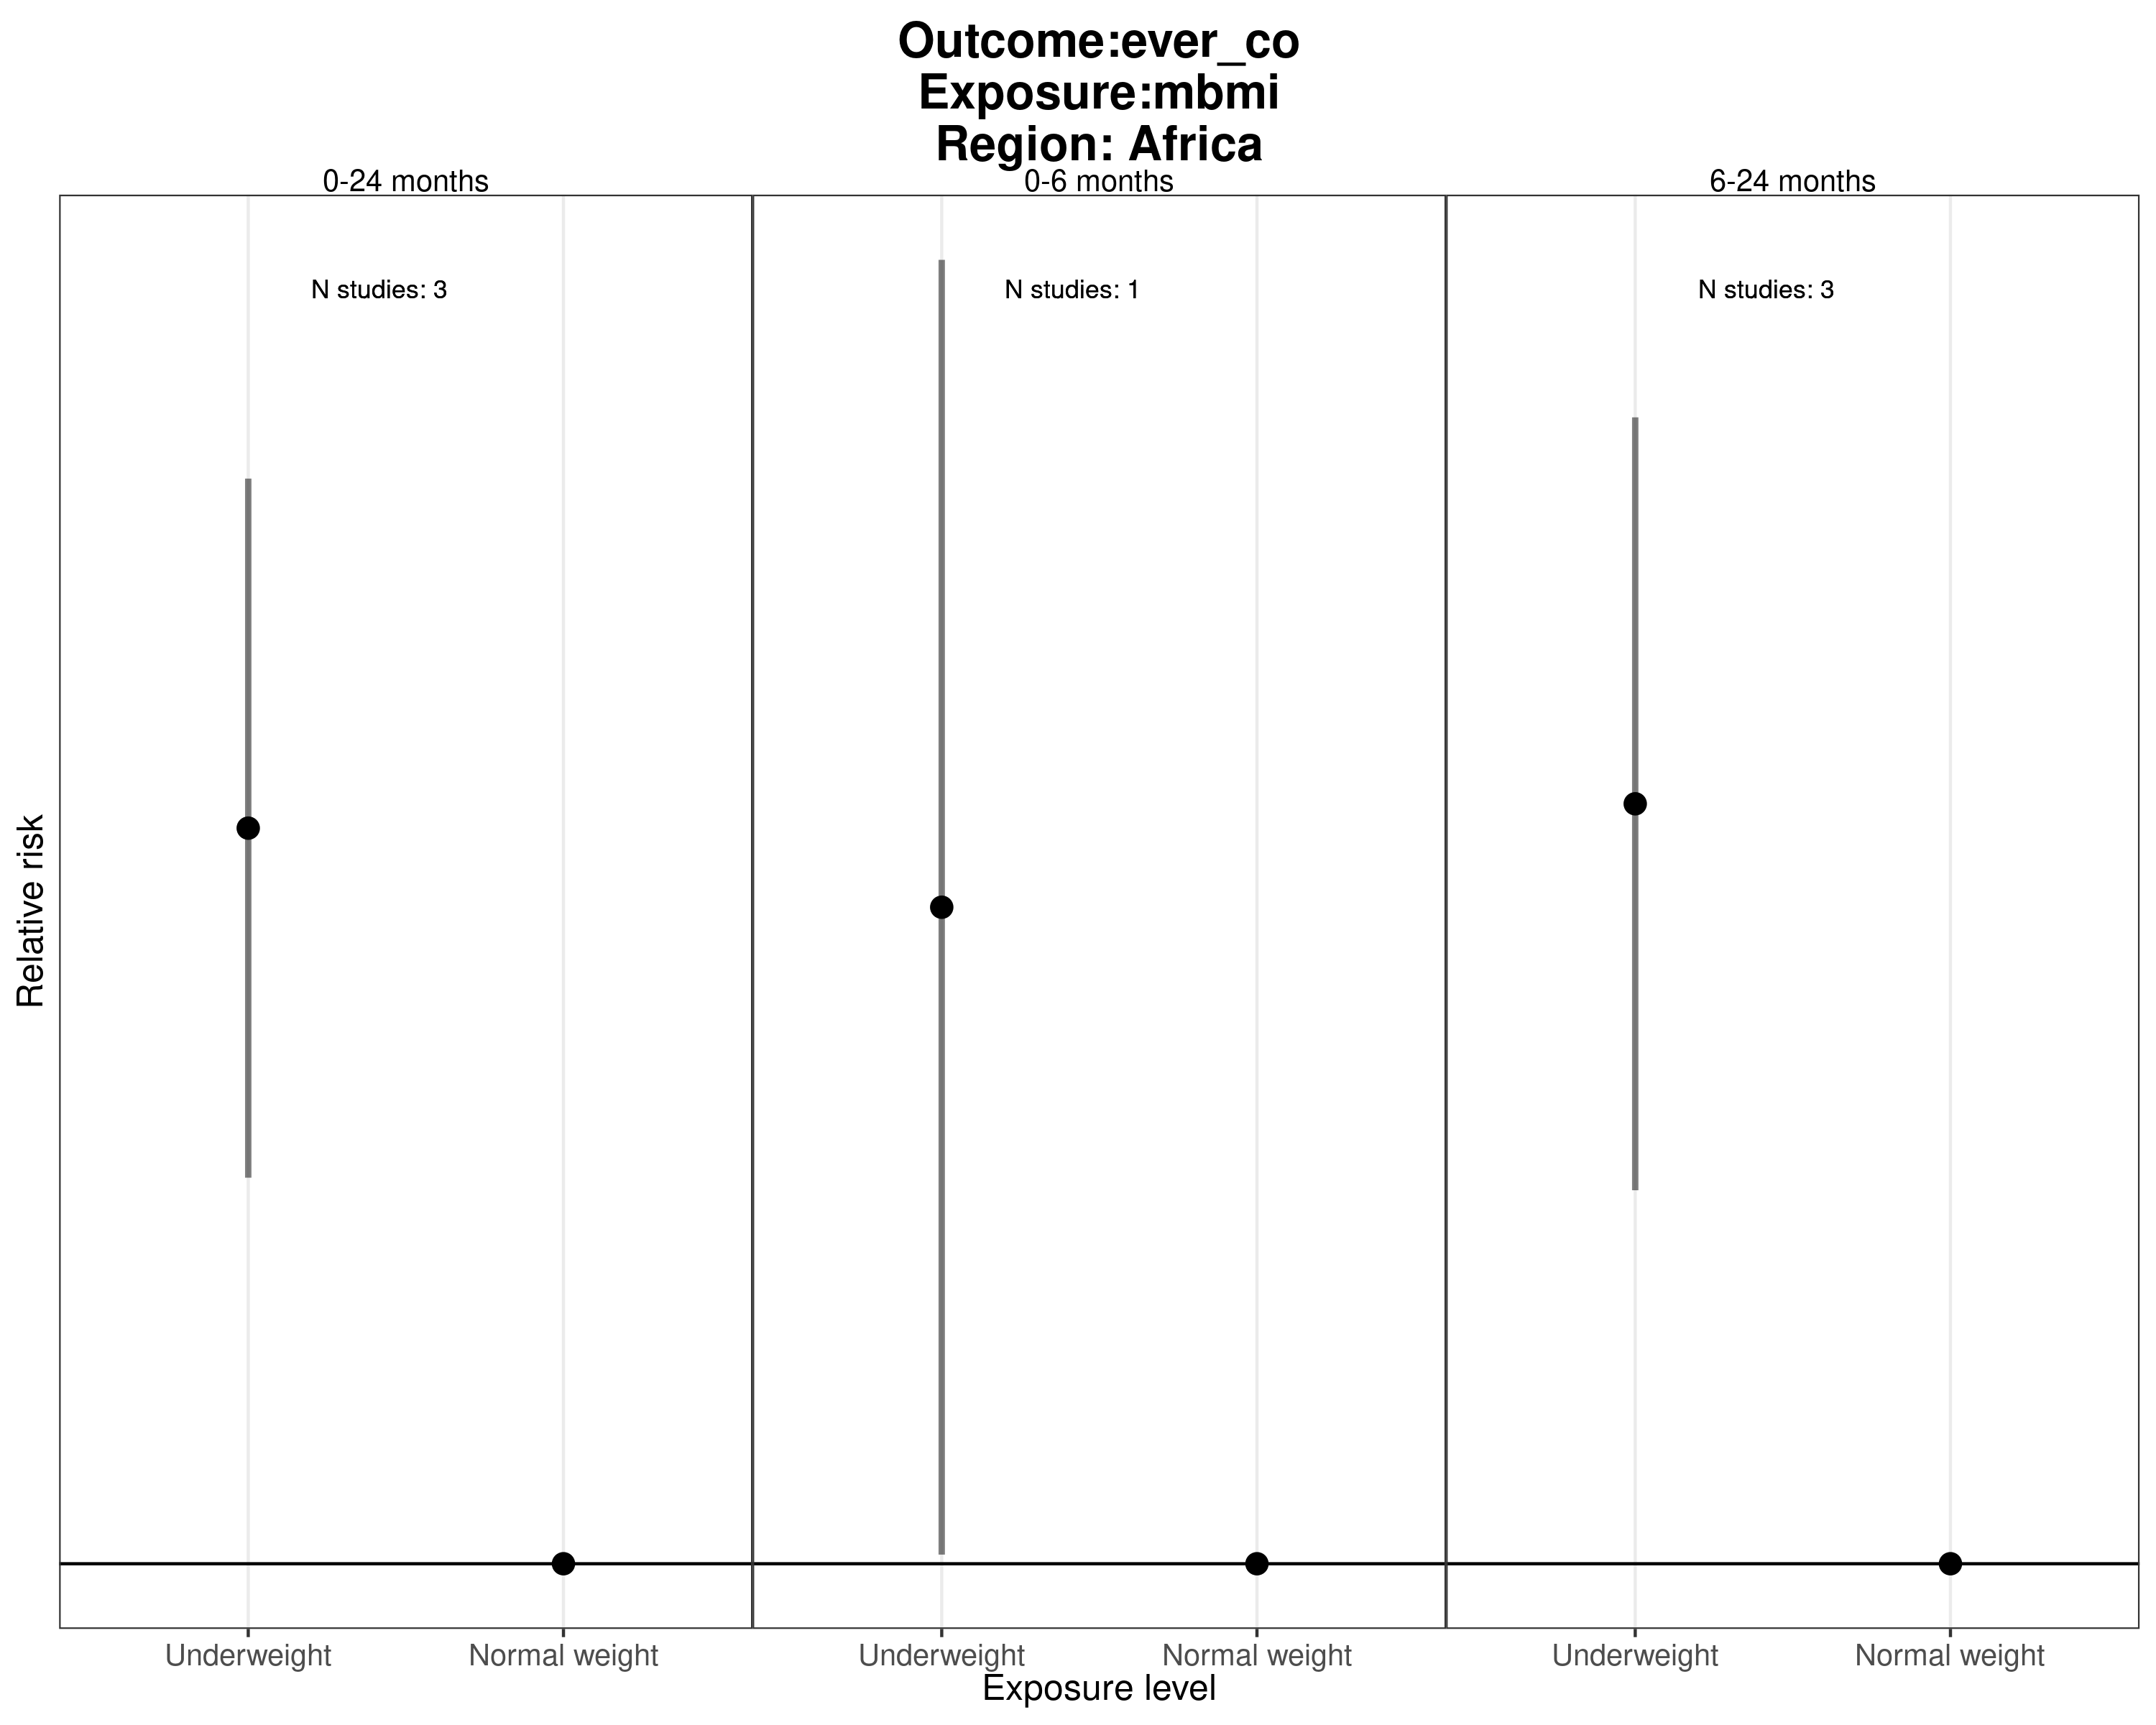 Outcome:ever_co
Exposure:mbmi
Region: Africa
0-24 months
0-6 months
6-24 months
N studies: 3
N studies: 1
N studies: 3
Relative risk
Underweight
Normal weight
Underweight
Normal weight
Underweight
Normal weight
Exposure level